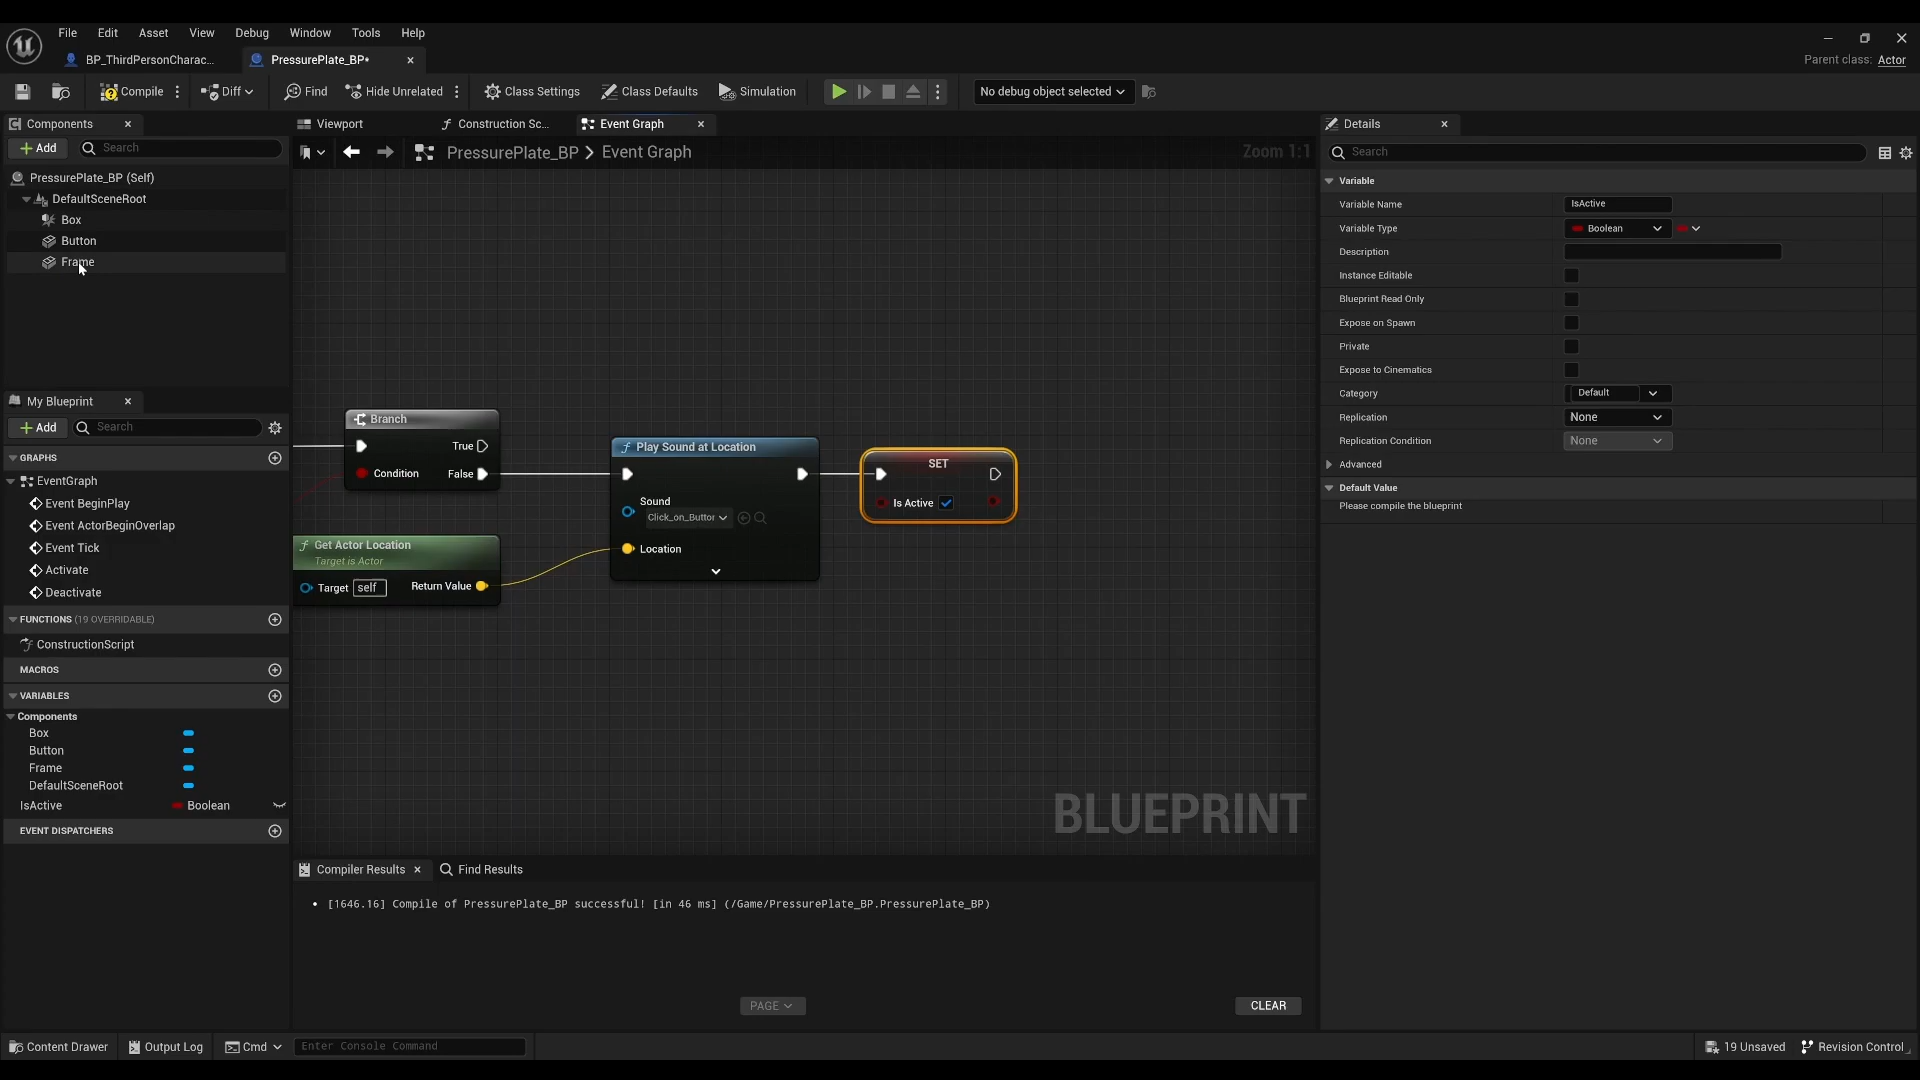 File Edit Asset View Debug Window Tools Help
BP_ThirdPersonCharac... PressurePlate_BP*
Parent class: Actor
Compile Diff Find Hide Unrelated Class Settings Class Defaults Simulation No debug object selected
Components
Add Search
PressurePlate_BP (Self)
DefaultSceneRoot
Box
Button
Frame
My Blueprint
Add Search
GRAPHS
EventGraph
Event BeginPlay
Event ActorBeginOverlap
Event Tick
Activate
Deactivate
FUNCTIONS (19 OVERRIDABLE)
ConstructionScript
MACROS
VARIABLES
Components
Box
Button
Frame
DefaultSceneRoot
IsActive Boolean
EVENT DISPATCHERS
Viewport Construction Sc... Event Graph
PressurePlate_BP > Event Graph Zoom 1:1
Branch
True
Condition False
Get Actor Location
Target is Actor
Target self Return Value
Play Sound at Location
Sound
Click_on_Buttor
Location
SET
Is Active
BLUEPRINT
Compiler Results Find Results
• [1646.16] Compile of PressurePlate_BP successful! [in 46 ms] (/Game/PressurePlate_BP.PressurePlate_BP)
PAGE CLEAR
Details
Search
Variable
Variable Name IsActive
Variable Type Boolean
Description
Instance Editable
Blueprint Read Only
Expose on Spawn
Private
Expose to Cinematics
Category Default
Replication None
Replication Condition None
Advanced
Default Value
Please compile the blueprint
Content Drawer Output Log Cmd Enter Console Command 19 Unsaved Revision Control